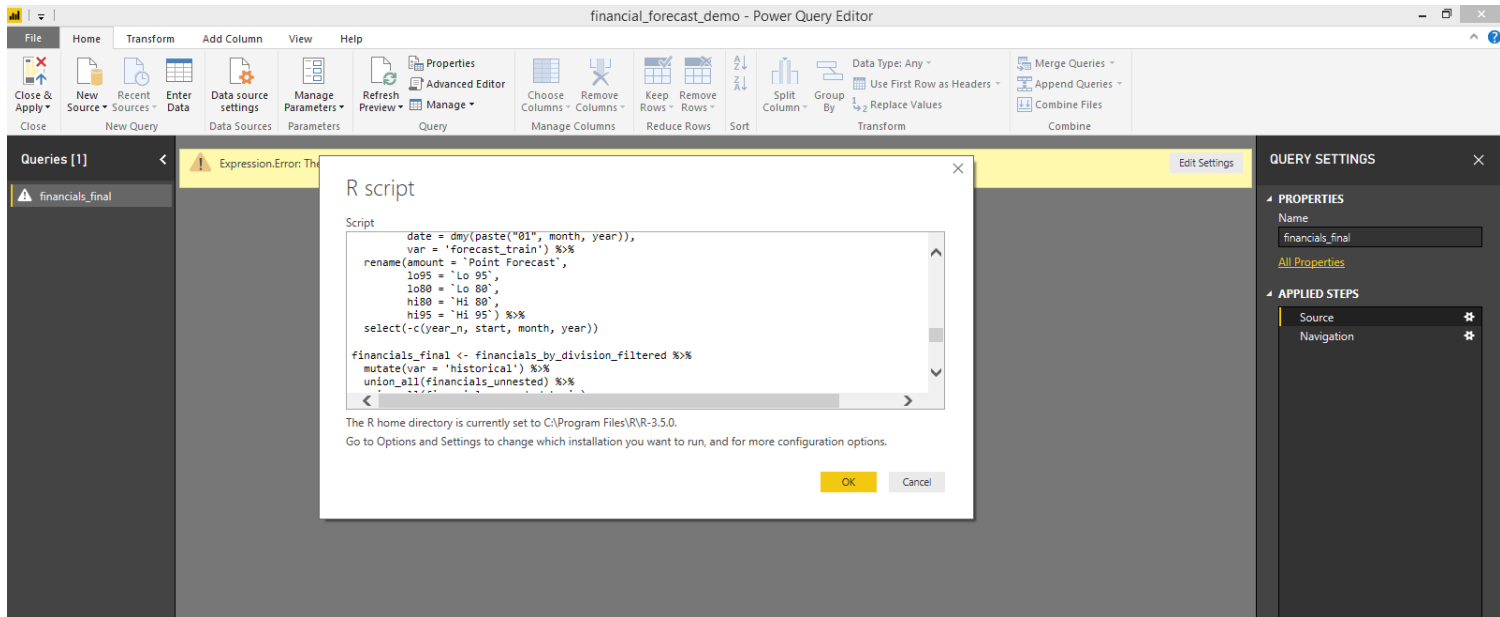 financial_forecast_demo - Power Query Editor
File Home Transform Add Column View Help
Close & Apply
New Source
Recent Sources
Enter Data
Data source settings
Manage Parameters
Refresh Preview
Properties
Advanced Editor
Manage
Choose Columns
Remove Columns
Keep Rows
Remove Rows
Split Column
Group By
Data Type: Any
Use First Row as Headers
Replace Values
Merge Queries
Append Queries
Combine Files
Close New Query Data Sources Parameters Query Manage Columns Reduce Rows Sort Transform Combine
Queries [1]
financials_final
Expression.Error: The
Edit Settings
R script
Script
date = dmy(paste("01", month, year)),
var = 'forecast_train') %>%
rename(amount = `Point Forecast`,
lo95 = `Lo 95`,
lo80 = `Lo 80`,
hi80 = `Hi 80`,
hi95 = `Hi 95`) %>%
select(-c(year_n, start, month, year))
financials_final <- financials_by_division_filtered %>%
mutate(var = 'historical') %>%
union_all(financials_unnested) %>%
The R home directory is currently set to C:\Program Files\R\R-3.5.0.
Go to Options and Settings to change which installation you want to run, and for more configuration options.
OK Cancel
QUERY SETTINGS
PROPERTIES
Name
financials_final
All Properties
APPLIED STEPS
Source
Navigation